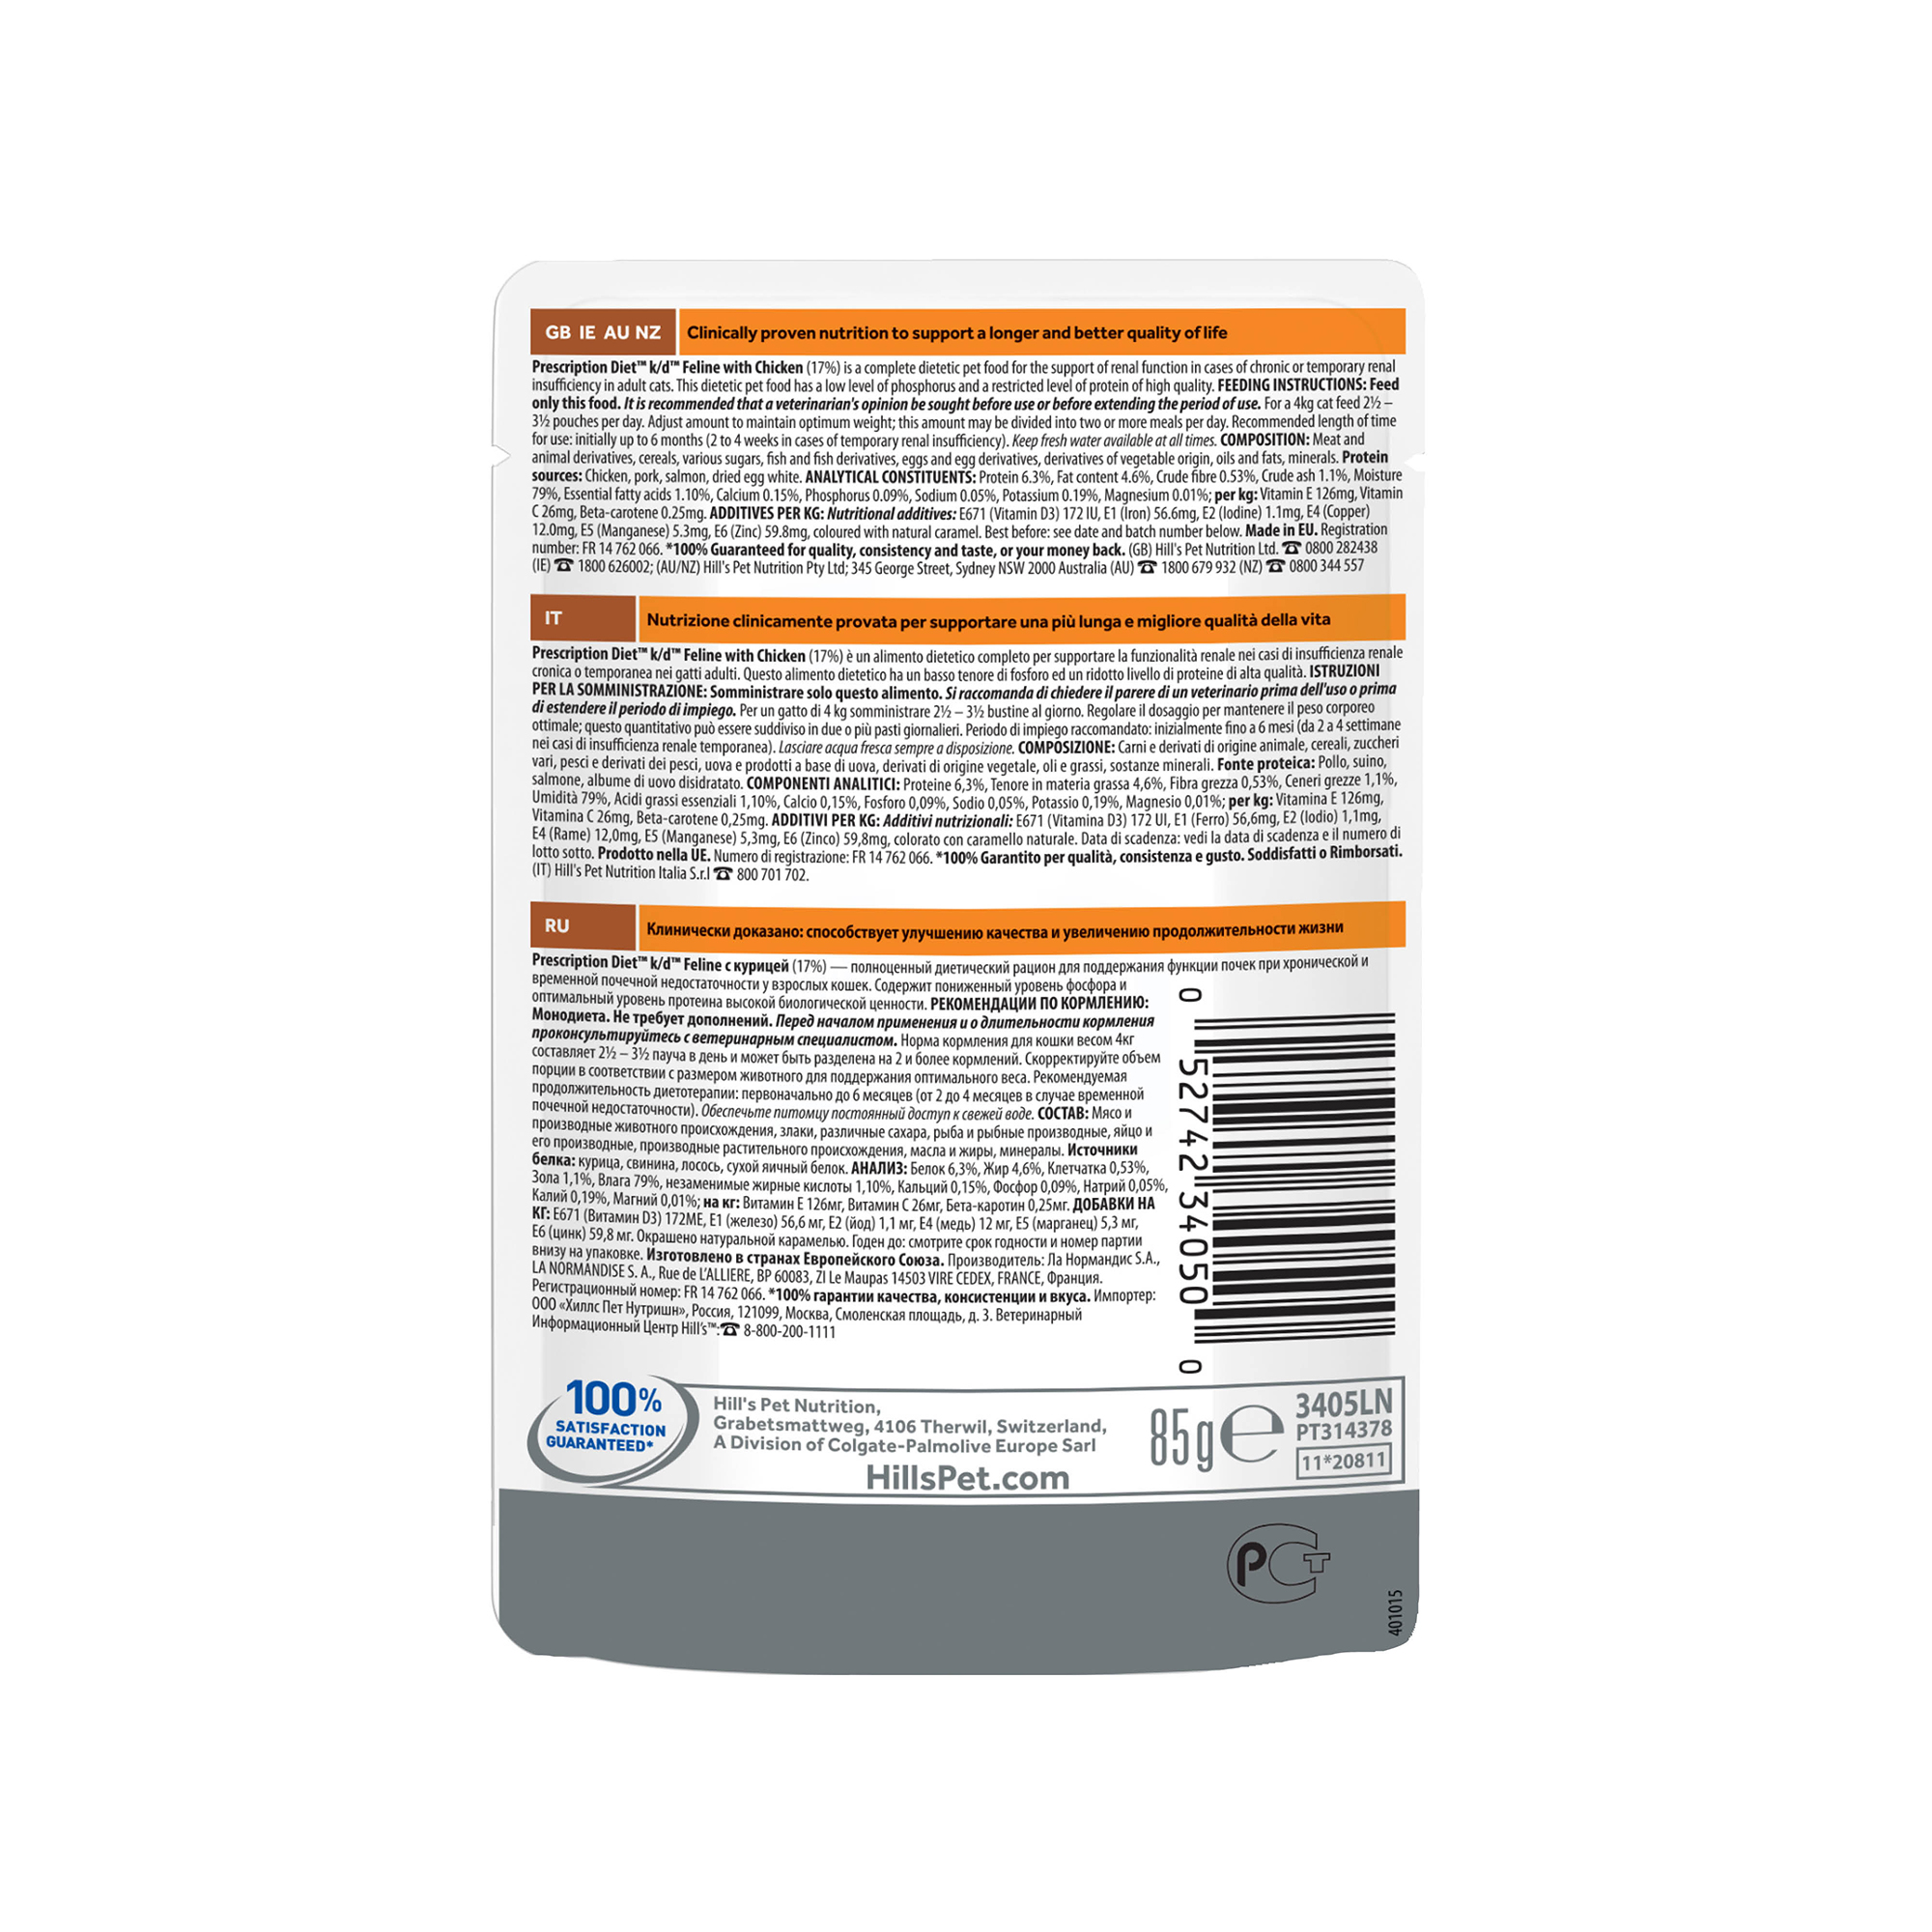 GB IE AU NZ Clinically proven nutrition to support a longer and better quality of life
Prescription Diet™ k/d™ Feline with Chicken (17%) is a complete dietetic pet food for the support of renal function in cases of chronic or temporary renal
insufficiency in adult cats. This dietetic pet food has a low level of phosphorus and a restricted level of protein of high quality. FEEDING INSTRUCTIONS: Feed
only this food. It is recommended that a veterinarian's opinion be sought before use or before extending the period of use. For a 4kg cat feed 2½ –
3½ pouches per day. Adjust amount to maintain optimum weight; this amount may be divided into two or more meals per day. Recommended length of time
for use: initially up to 6 months (2 to 4 weeks in cases of temporary renal insufficiency). Keep fresh water available at all times. COMPOSITION: Meat and
animal derivatives, cereals, various sugars, fish and fish derivatives, eggs and egg derivatives, derivatives of vegetable origin, oils and fats, minerals. Protein
sources: Chicken, pork, salmon, dried egg white. ANALYTICAL CONSTITUENTS: Protein 6.3%, Fat content 4.6%, Crude fibre 0.53%, Crude ash 1.1%, Moisture
79%, Essential fatty acids 1.10%, Calcium 0.15%, Phosphorus 0.09%, Sodium 0.05%, Potassium 0.19%, Magnesium 0.01%; per kg: Vitamin E 126mg, Vitamin
C 26mg, Beta-carotene 0.25mg. ADDITIVES PER KG: Nutritional additives: E671 (Vitamin D3) 172 IU, E1 (Iron) 56.6mg, E2 (Iodine) 1.1mg, E4 (Copper)
12.0mg, E5 (Manganese) 5.3mg, E6 (Zinc) 59.8mg, coloured with natural caramel. Best before: see date and batch number below. Made in EU. Registration
number: FR 14 762 066. *100% Guaranteed for quality, consistency and taste, or your money back. (GB) Hill's Pet Nutrition Ltd. ☎ 0800 282438
(IE) ☎ 1800 626002; (AU/NZ) Hill's Pet Nutrition Pty Ltd; 345 George Street, Sydney NSW 2000 Australia (AU) ☎ 1800 679 932 (NZ) ☎ 0800 344 557
IT Nutrizione clinicamente provata per supportare una più lunga e migliore qualità della vita
Prescription Diet™ k/d™ Feline with Chicken (17%) è un alimento dietetico completo per supportare la funzionalità renale nei casi di insufficienza renale
cronica o temporanea nei gatti adulti. Questo alimento dietetico ha un basso tenore di fosforo ed un ridotto livello di proteine di alta qualità. ISTRUZIONI
PER LA SOMMINISTRAZIONE: Somministrare solo questo alimento. Si raccomanda di chiedere il parere di un veterinario prima dell'uso o prima
di estendere il periodo di impiego. Per un gatto di 4 kg somministrare 2½ – 3½ bustine al giorno. Regolare il dosaggio per mantenere il peso corporeo
ottimale; questo quantitativo può essere suddiviso in due o più pasti giornalieri. Periodo di impiego raccomandato: inizialmente fino a 6 mesi (da 2 a 4 settimane
nei casi di insufficienza renale temporanea). Lasciare acqua fresca sempre a disposizione. COMPOSIZIONE: Carni e derivati di origine animale, cereali, zuccheri
vari, pesci e derivati dei pesci, uova e prodotti a base di uova, derivati di origine vegetale, oli e grassi, sostanze minerali. Fonte proteica: Pollo, suino,
salmone, albume di uovo disidratato. COMPONENTI ANALITICI: Proteine 6,3%, Tenore in materia grassa 4,6%, Fibra grezza 0,53%, Ceneri grezze 1,1%,
Umidità 79%, Acidi grassi essenziali 1,10%, Calcio 0,15%, Fosforo 0,09%, Sodio 0,05%, Potassio 0,19%, Magnesio 0,01%; per kg: Vitamina E 126mg,
Vitamina C 26mg, Beta-carotene 0,25mg. ADDITIVI PER KG: Additivi nutrizionali: E671 (Vitamina D3) 172 UI, E1 (Ferro) 56,6mg, E2 (Iodio) 1,1mg,
E4 (Rame) 12,0mg, E5 (Manganese) 5,3mg, E6 (Zinco) 59,8mg, colorato con caramello naturale. Data di scadenza: vedi la data di scadenza e il numero di
lotto sotto. Prodotto nella UE. Numero di registrazione: FR 14 762 066. *100% Garantito per qualità, consistenza e gusto. Soddisfatti o Rimborsati.
(IT) Hill's Pet Nutrition Italia S.r.l ☎ 800 701 702.
RU Клинически доказано: способствует улучшению качества и увеличению продолжительности жизни
Prescription Diet™ k/d™ Feline с курицей (17%) — полноценный диетический рацион для поддержания функции почек при хронической и
временной почечной недостаточности у взрослых кошек. Содержит пониженный уровень фосфора и
оптимальный уровень протеина высокой биологической ценности. РЕКОМЕНДАЦИИ ПО КОРМЛЕНИЮ:
Монодиета. Не требует дополнений. Перед началом применения и о длительности кормления
проконсультируйтесь с ветеринарным специалистом. Норма кормления для кошки весом 4кг
составляет 2½ – 3½ пауча в день и может быть разделена на 2 и более кормлений. Скорректируйте объем
порции в соответствии с размером животного для поддержания оптимального веса. Рекомендуемая
продолжительность диетотерапии: первоначально до 6 месяцев (от 2 до 4 месяцев в случае временной
почечной недостаточности). Обеспечьте питомцу постоянный доступ к свежей воде. СОСТАВ: Мясо и
производные животного происхождения, злаки, различные сахара, рыба и рыбные производные, яйцо и
его производные, производные растительного происхождения, масла и жиры, минералы. Источники
белка: курица, свинина, лосось, сухой яичный белок. АНАЛИЗ: Белок 6,3%, Жир 4,6%, Клетчатка 0,53%,
Зола 1,1%, Влага 79%, незаменимые жирные кислоты 1,10%, Кальций 0,15%, Фосфор 0,09%, Натрий 0,05%,
Калий 0,19%, Магний 0,01%; на кг: Витамин E 126мг, Витамин C 26мг, Бета-каротин 0,25мг. ДОБАВКИ НА
КГ: E671 (Витамин D3) 172МЕ, E1 (железо) 56,6 мг, E2 (йод) 1,1 мг, E4 (медь) 12 мг, E5 (марганец) 5,3 мг,
E6 (цинк) 59,8 мг. Окрашено натуральной карамелью. Годен до: смотрите срок годности и номер партии
внизу на упаковке. Изготовлено в странах Европейского Союза. Производитель: Ла Нормандис S.A.,
LA NORMANDISE S. A., Rue de L'ALLIERE, BP 60083, ZI Le Maupas 14503 VIRE CEDEX, FRANCE, Франция.
Регистрационный номер: FR 14 762 066. *100% гарантии качества, консистенции и вкуса. Импортер:
ООО «Хиллс Пет Нутришн», Россия, 121099, Москва, Смоленская площадь, д. 3. Ветеринарный
Информационный Центр Hill's™:☎ 8-800-200-1111
0 52742 34050 0
100%
SATISFACTION
GUARANTEED*
Hill's Pet Nutrition,
Grabetsmattweg, 4106 Therwil, Switzerland,
A Division of Colgate-Palmolive Europe Sarl
HillsPet.com
85g e
3405LN
PT314378
11*20811
РСТ
401015